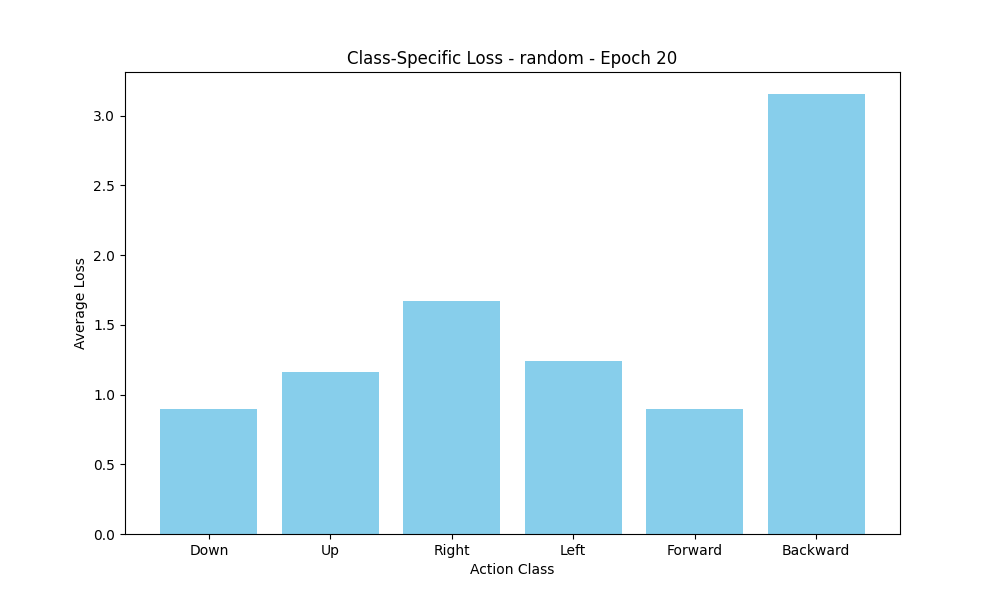 Class-Specific Loss - random - Epoch 20
Average Loss
3.0
2.5
2.0
1.5
1.0
0.5
0.0
Down Up Right Left Forward Backward
Action Class